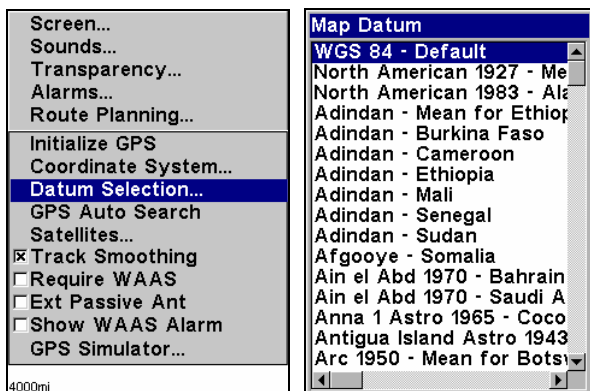 Screen...
Sounds...
Transparency...
Alarms...
Route Planning...
Initialize GPS
Coordinate System...
Datum Selection...
GPS Auto Search
Satellites...
Track Smoothing
Require WAAS
Ext Passive Ant
Show WAAS Alarm
GPS Simulator...
4000mi
Map Datum
WGS 84 - Default
North American 1927 - Me
North American 1983 - Ala
Adindan - Mean for Ethiop
Adindan - Burkina Faso
Adindan - Cameroon
Adindan - Ethiopia
Adindan - Mali
Adindan - Senegal
Adindan - Sudan
Afgooye - Somalia
Ain el Abd 1970 - Bahrain
Ain el Abd 1970 - Saudi A
Anna 1 Astro 1965 - Coco
Antigua Island Astro 1943
Arc 1950 - Mean for Botsw